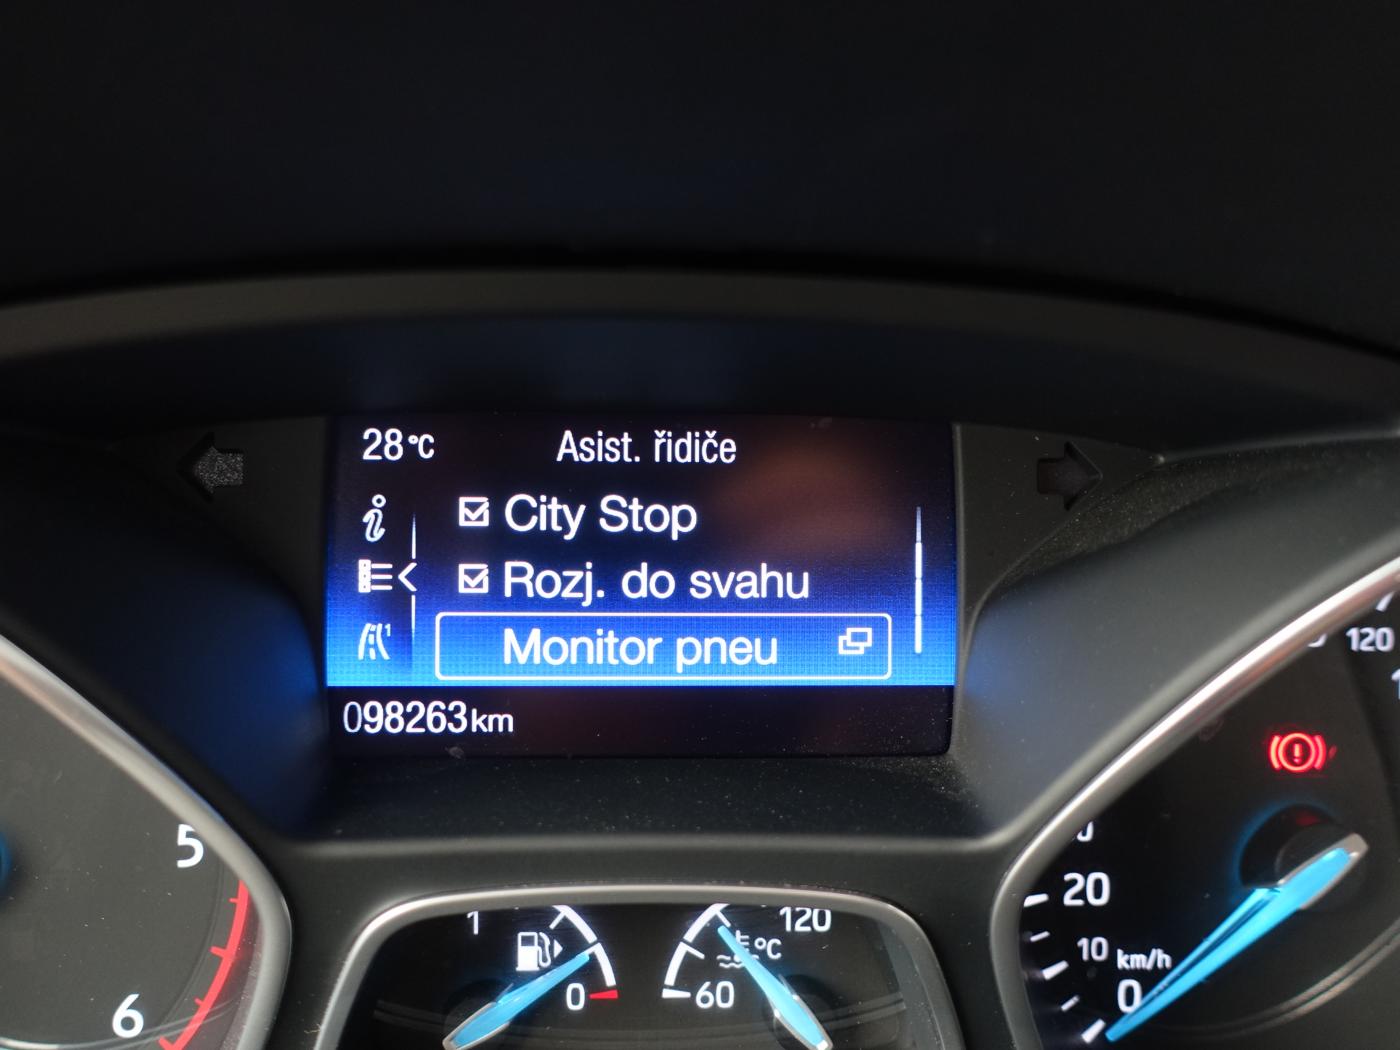 28°C Asist. řidiče
City Stop
Rozj. do svahu
1 Monitor pneu
098263km
5
6
1
0
120
°C
60
120
20
10 km/h
0